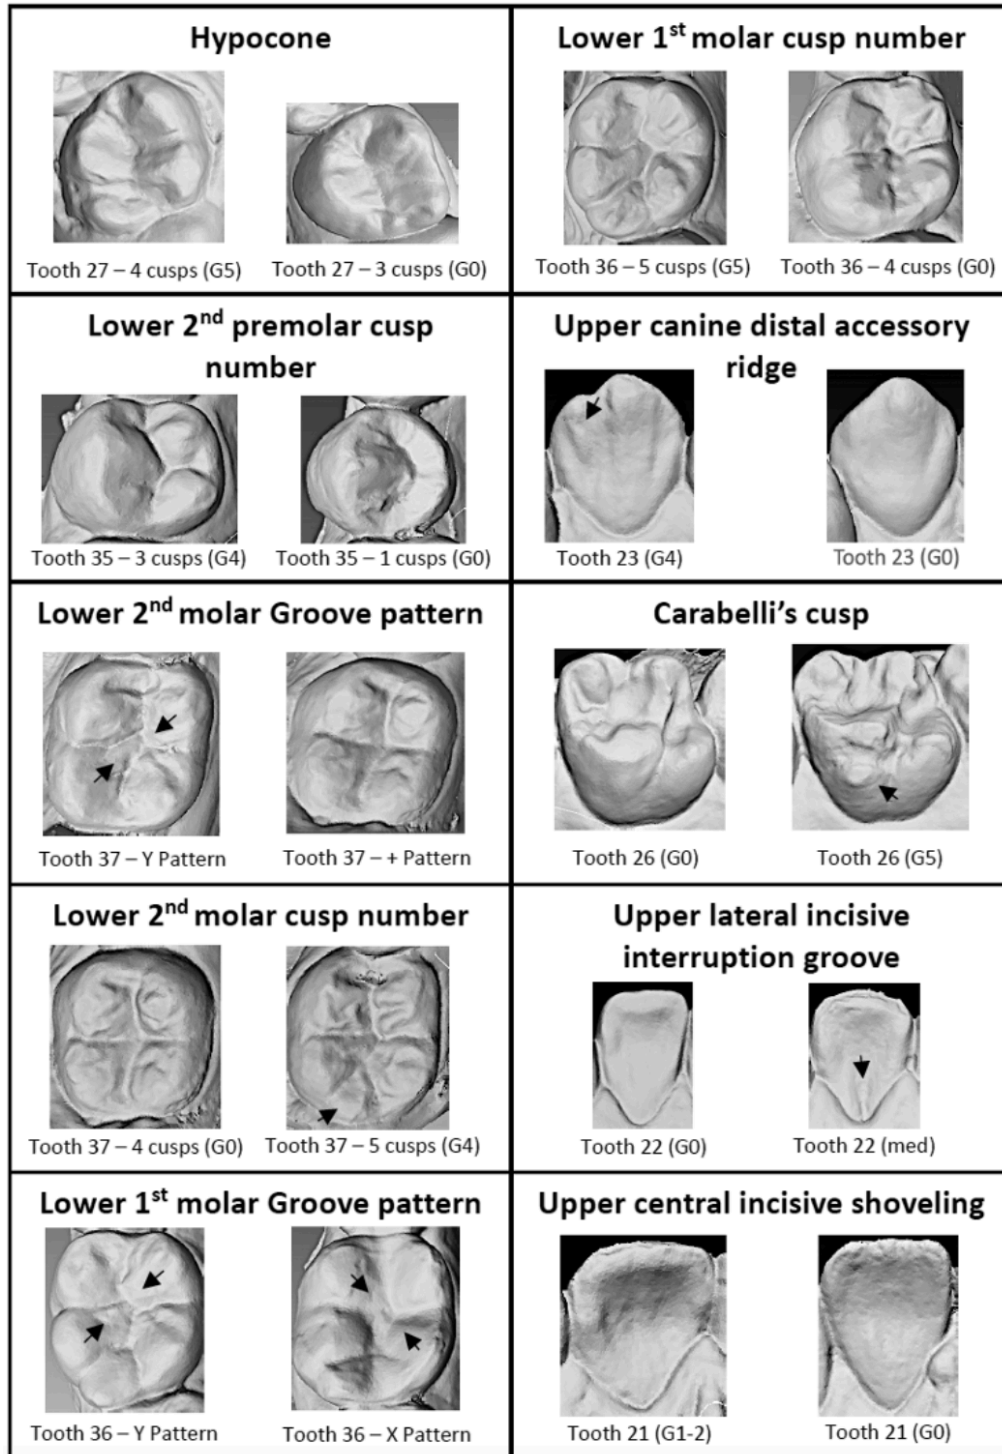 Hypocone
Tooth 27 – 4 cusps (G5)
Tooth 27 – 3 cusps (G0)
Lower 1st molar cusp number
Tooth 36 – 5 cusps (G5)
Tooth 36 – 4 cusps (G0)
Lower 2nd premolar cusp
number
Tooth 35 – 3 cusps (G4)
Tooth 35 – 1 cusps (G0)
Upper canine distal accessory
ridge
Tooth 23 (G4)
Tooth 23 (G0)
Lower 2nd molar Groove pattern
Tooth 37 – Y Pattern
Tooth 37 – + Pattern
Carabelli’s cusp
Tooth 26 (G0)
Tooth 26 (G5)
Lower 2nd molar cusp number
Tooth 37 – 4 cusps (G0)
Tooth 37 – 5 cusps (G4)
Upper lateral incisive
interruption groove
Tooth 22 (G0)
Tooth 22 (med)
Lower 1st molar Groove pattern
Tooth 36 – Y Pattern
Tooth 36 – X Pattern
Upper central incisive shoveling
Tooth 21 (G1-2)
Tooth 21 (G0)